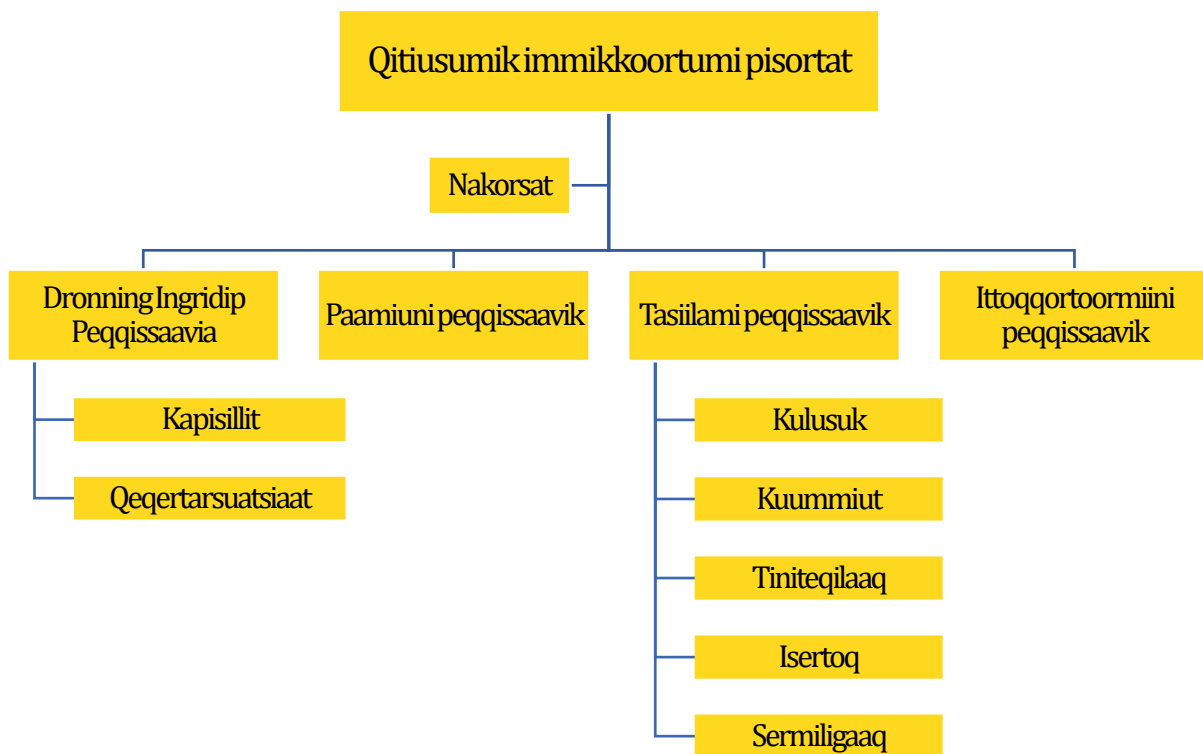 Qitiusumik immikkoortumi pisortat
Nakorsat
Dronning Ingridip
Peqqissaavia
Paamiuni peqqissaavik
Tasiilami peqqissaavik
Ittoqqortoormiini
peqqissaavik
Kapisillit
Qeqertarsuatsiaat
Kulusuk
Kuummiut
Tiniteqilaaq
Isertoq
Sermiligaaq